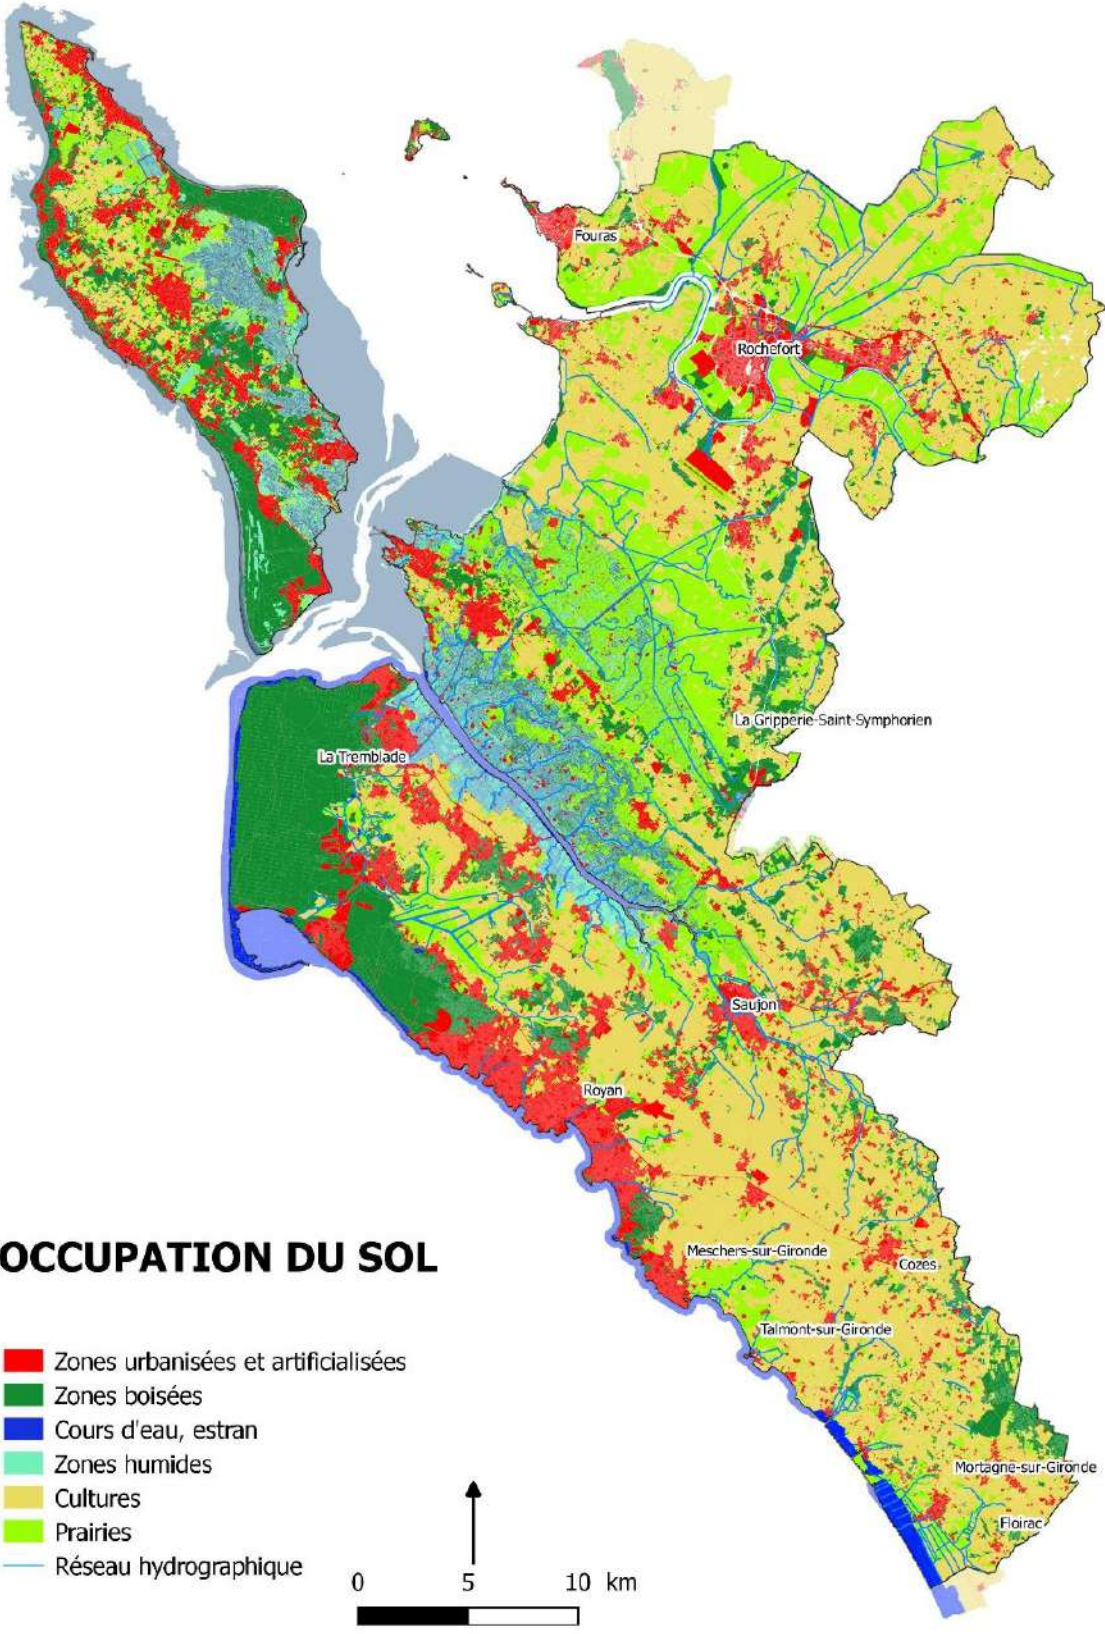 Fouras
Rochefort
La Gripperie-Saint-Symphorien
La Tremblade
Saujon
Royan
Meschers-sur-Gironde
Cozes
Talmont-sur-Gironde
Mortagne-sur-Gironde
Floirac
OCCUPATION DU SOL
Zones urbanisées et artificialisées
Zones boisées
Cours d'eau, estran
Zones humides
Cultures
Prairies
Réseau hydrographique
0 5 10 km